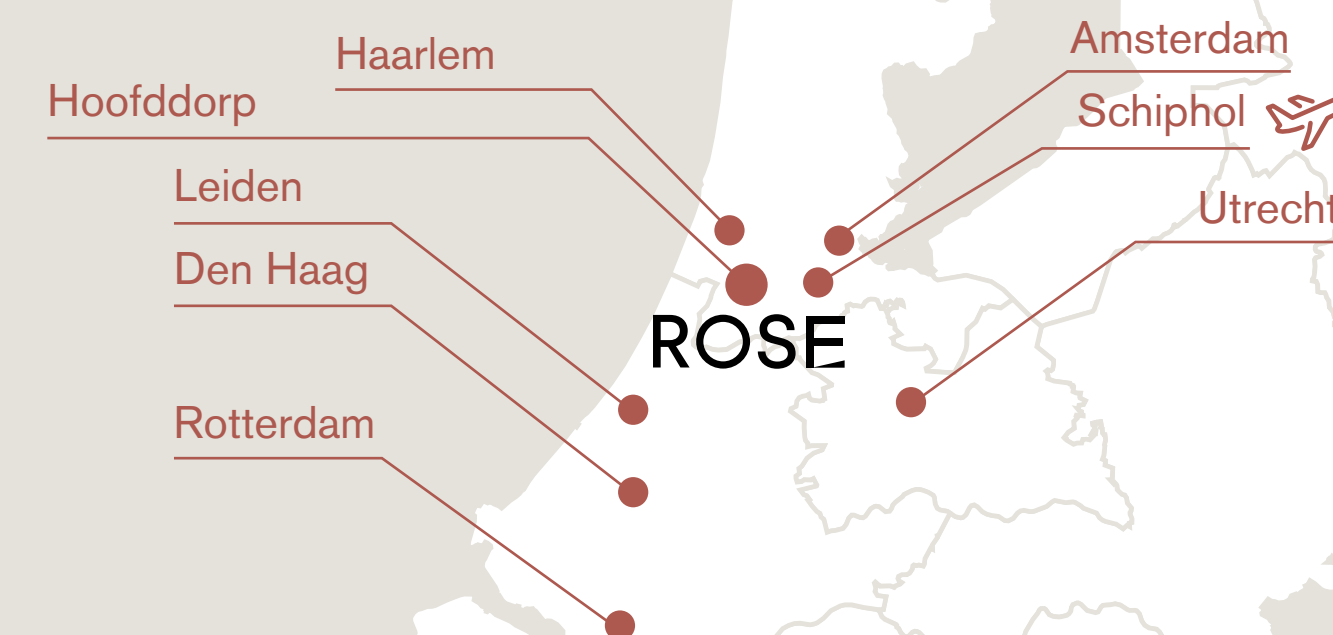 Haarlem
Hoofddorp
Leiden
Den Haag
Rotterdam
Amsterdam
Schiphol
Utrecht
ROSE